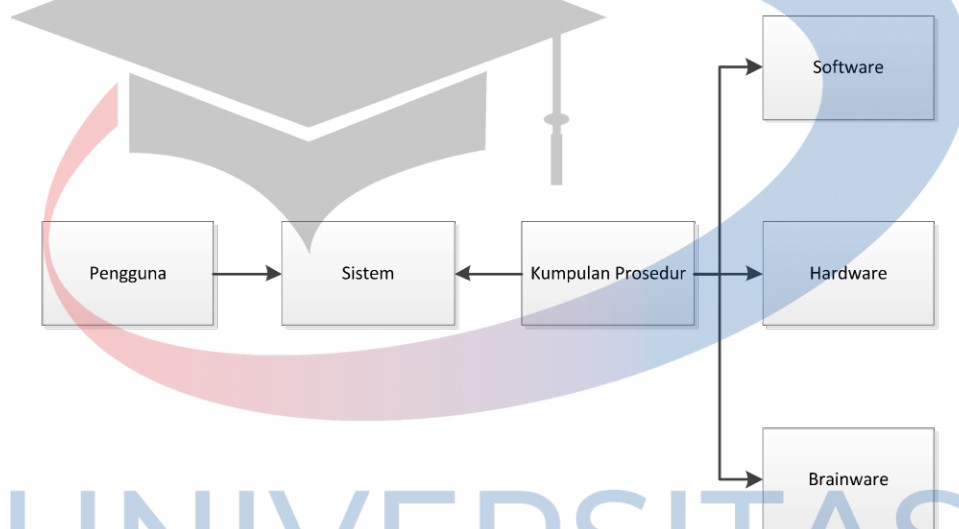 Software
Pengguna
Sistem
Kumpulan Prosedur
Hardware
Brainware
UNIVERSITAS